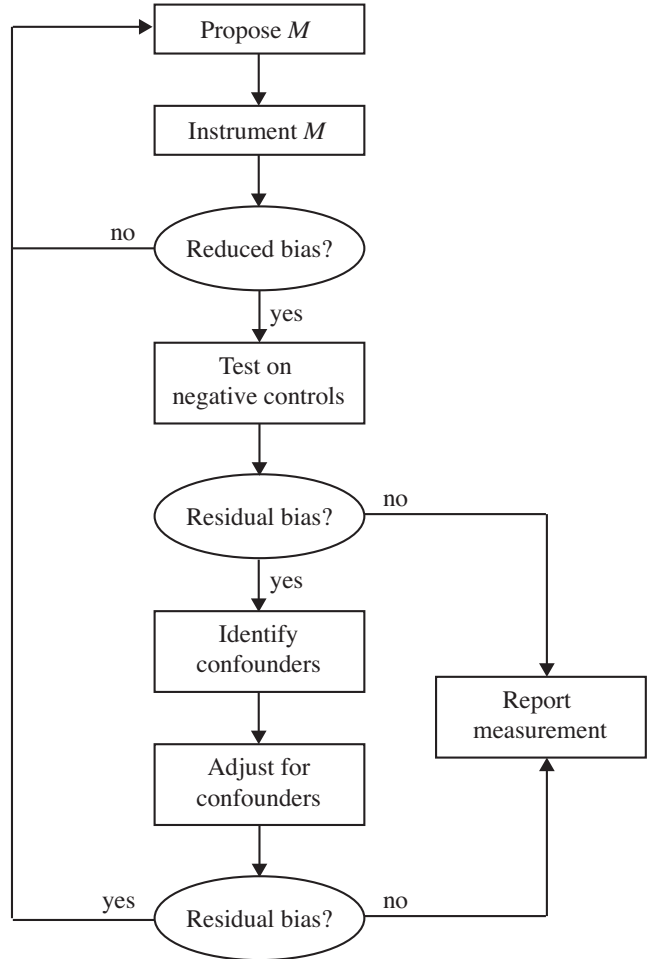 Propose M
Instrument M
Reduced bias?
no
yes
Test on
negative controls
Residual bias?
no
yes
Identify
confounders
Report
measurement
Adjust for
confounders
Residual bias?
yes
no